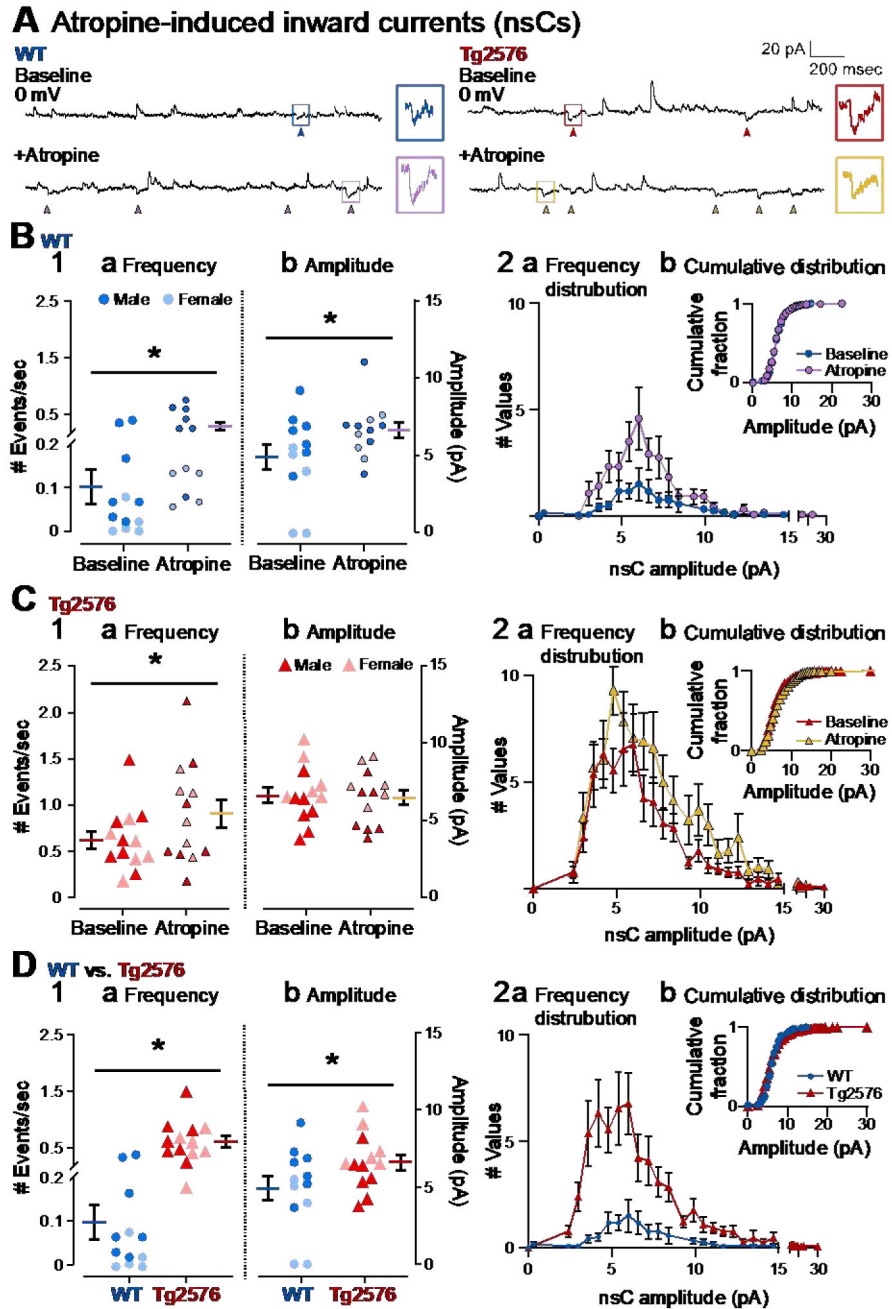 A Atropine-induced inward currents (nsCs)
WT
Baseline
0 mV
+Atropine
Tg2576
Baseline
0 mV
+Atropine
20 pA
200 msec
B WT
1 a Frequency b Amplitude
# Events/sec
2.5
1.5
0.5
0.2
0.1
0
Male Female
*
*
15
10
5
0
Amplitude (pA)
Baseline Atropine Baseline Atropine
2 a Frequency distrubution
# Values
10
5
0
0 5 10 15 30
nsC amplitude (pA)
b Cumulative distribution
Cumulative fraction
1
0
Baseline
Atropine
0 10 20 30
Amplitude (pA)
C Tg2576
1 a Frequency b Amplitude
# Events/sec
2.5
2.0
1.5
1.0
0.5
0
*
Male Female
15
10
5
0
Amplitude (pA)
Baseline Atropine Baseline Atropine
2 a Frequency distrubution
# Values
10
5
0
0 5 10 15 30
nsC amplitude (pA)
b Cumulative distribution
Cumulative fraction
1
0
Baseline
Atropine
0 10 20 30
Amplitude (pA)
D WT vs. Tg2576
1 a Frequency b Amplitude
# Events/sec
2.5
1.5
0.5
0.2
0.1
0
*
*
15
10
5
0
Amplitude (pA)
WT Tg2576 WT Tg2576
2a Frequency distrubution
# Values
10
5
0
0 5 10 15 30
nsC amplitude (pA)
b Cumulative distribution
Cumulative fraction
1
0
WT
Tg2576
0 10 20 30
Amplitude (pA)